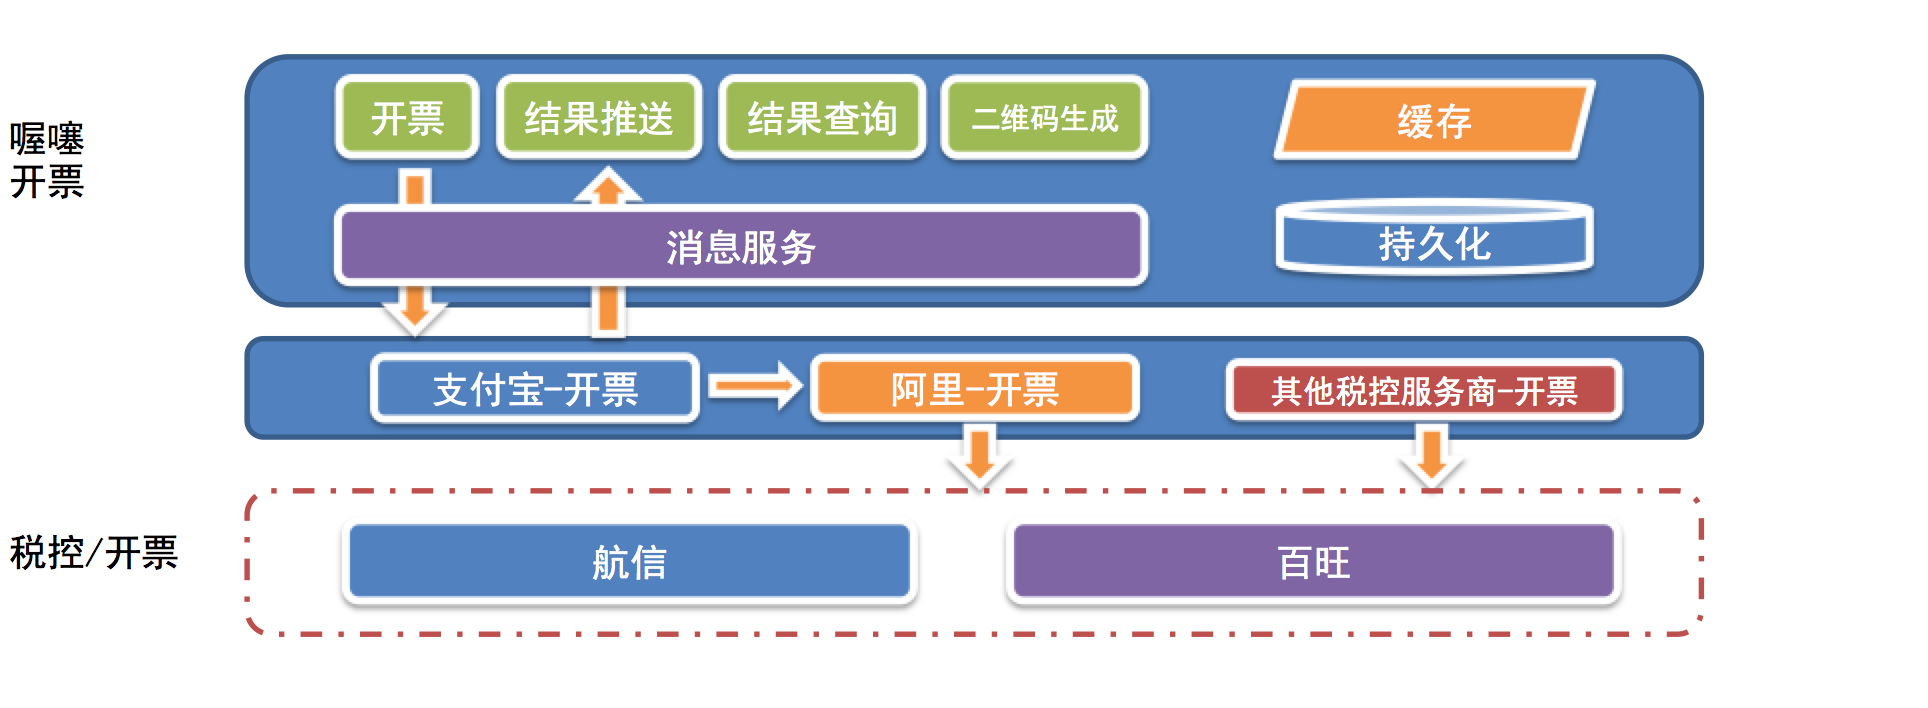 喔噻
开票
开票
结果推送
结果查询
二维码生成
缓存
消息服务
持久化
支付宝-开票
阿里-开票
其他税控服务商-开票
税控/开票
航信
百旺